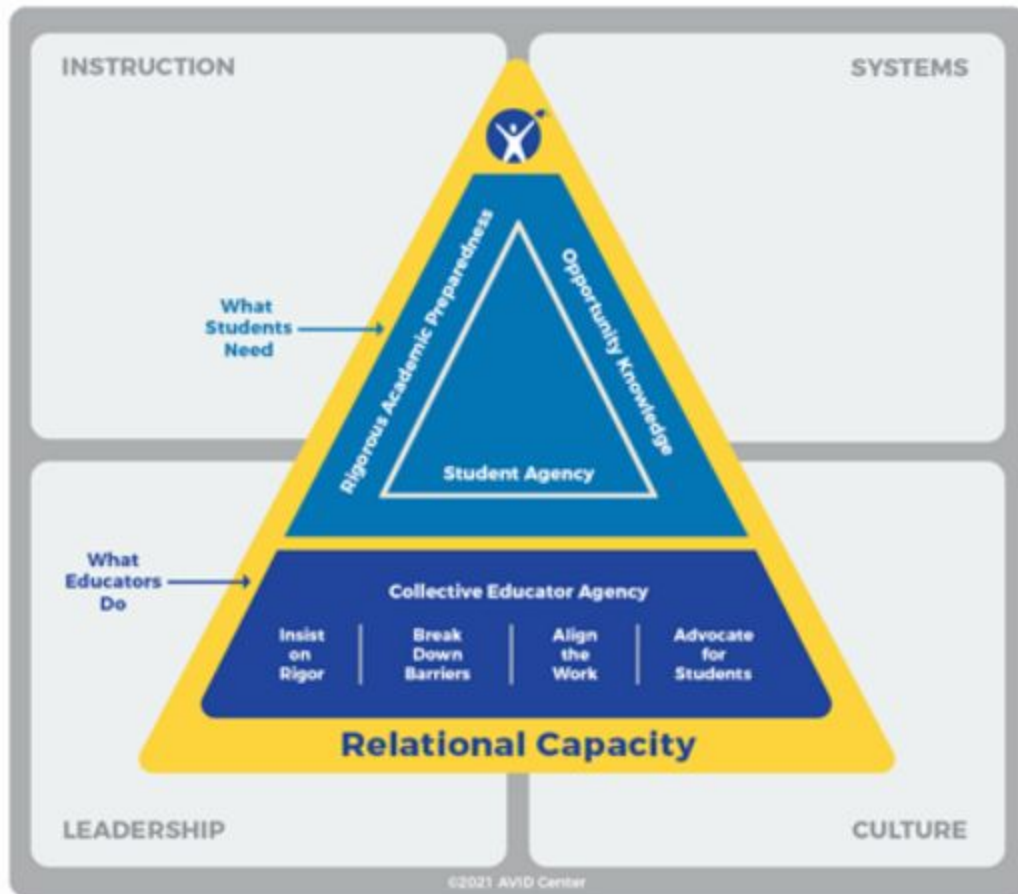 INSTRUCTION
SYSTEMS
Rigorous Academic Preparedness
Opportunity Knowledge
What
Students
Need
Student Agency
What
Educators
Do
Collective Educator Agency
Insist
on
Rigor
Break
Down
Barriers
Align
the
Work
Advocate
for
Students
Relational Capacity
LEADERSHIP
CULTURE
©2021 AVID Center